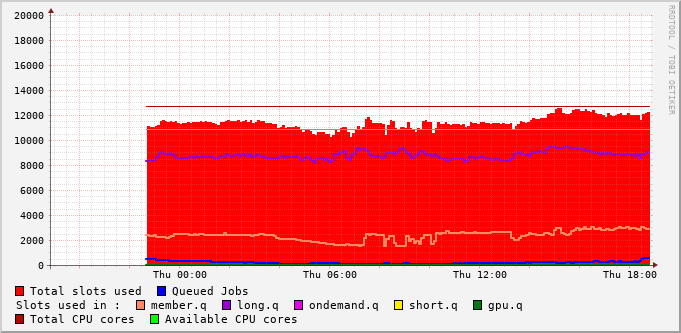 20000
18000
16000
14000
12000
10000
8000
6000
4000
2000
0
Thu 00:00 Thu 06:00 Thu 12:00 Thu 18:00
Total slots used Queued Jobs
Slots used in : member.q long.q ondemand.q short.q gpu.q
Total CPU cores Available CPU cores
RRDTOOL / TOBI OETIKER